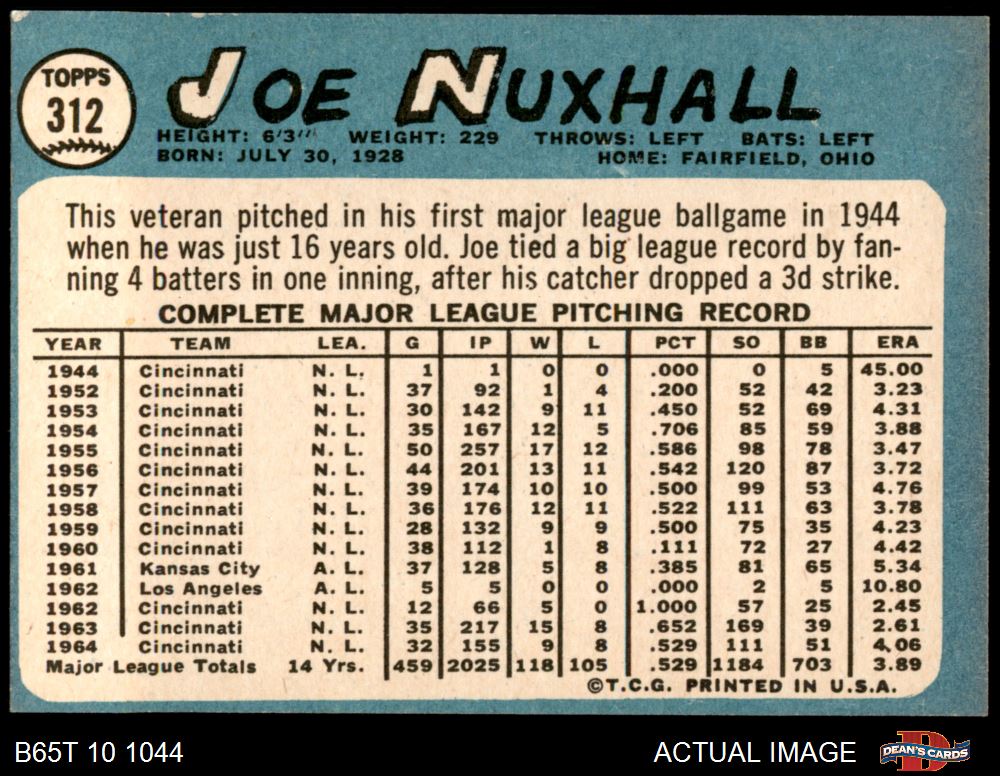 TOPPS
312
JOE NUXHALL
HEIGHT: 6'3" WEIGHT: 229 THROWS: LEFT BATS: LEFT
BORN: JULY 30, 1928 HOME: FAIRFIELD, OHIO
This veteran pitched in his first major league ballgame in 1944
when he was just 16 years old. Joe tied a big league record by fan-
ning 4 batters in one inning, after his catcher dropped a 3d strike.
COMPLETE MAJOR LEAGUE PITCHING RECORD
YEAR TEAM LEA. G IP W L PCT SO BB ERA
1944 Cincinnati N. L. 1 1 0 0 .000 0 5 45.00
1952 Cincinnati N. L. 37 92 1 4 .200 52 42 3.23
1953 Cincinnati N. L. 30 142 9 11 .450 52 69 4.31
1954 Cincinnati N. L. 35 167 12 5 .706 85 59 3.88
1955 Cincinnati N. L. 50 257 17 12 .586 98 78 3.47
1956 Cincinnati N. L. 44 201 13 11 .542 120 87 3.72
1957 Cincinnati N. L. 39 174 10 10 .500 99 53 4.76
1958 Cincinnati N. L. 36 176 12 11 .522 111 63 3.78
1959 Cincinnati N. L. 28 132 9 9 .500 75 35 4.23
1960 Cincinnati N. L. 38 112 1 8 .111 72 27 4.42
1961 Kansas City A. L. 37 128 5 8 .385 81 65 5.34
1962 Los Angeles A. L. 5 5 0 0 .000 2 5 10.80
1962 Cincinnati N. L. 12 66 5 0 1.000 57 25 2.45
1963 Cincinnati N. L. 35 217 15 8 .652 169 39 2.61
1964 Cincinnati N. L. 32 155 9 8 .529 111 51 4.06
Major League Totals 14 Yrs. 459 2025 118 105 .529 1184 703 3.89
©T.C.G. PRINTED IN U.S.A.
B65T 10 1044 ACTUAL IMAGE DEAN'S CARDS